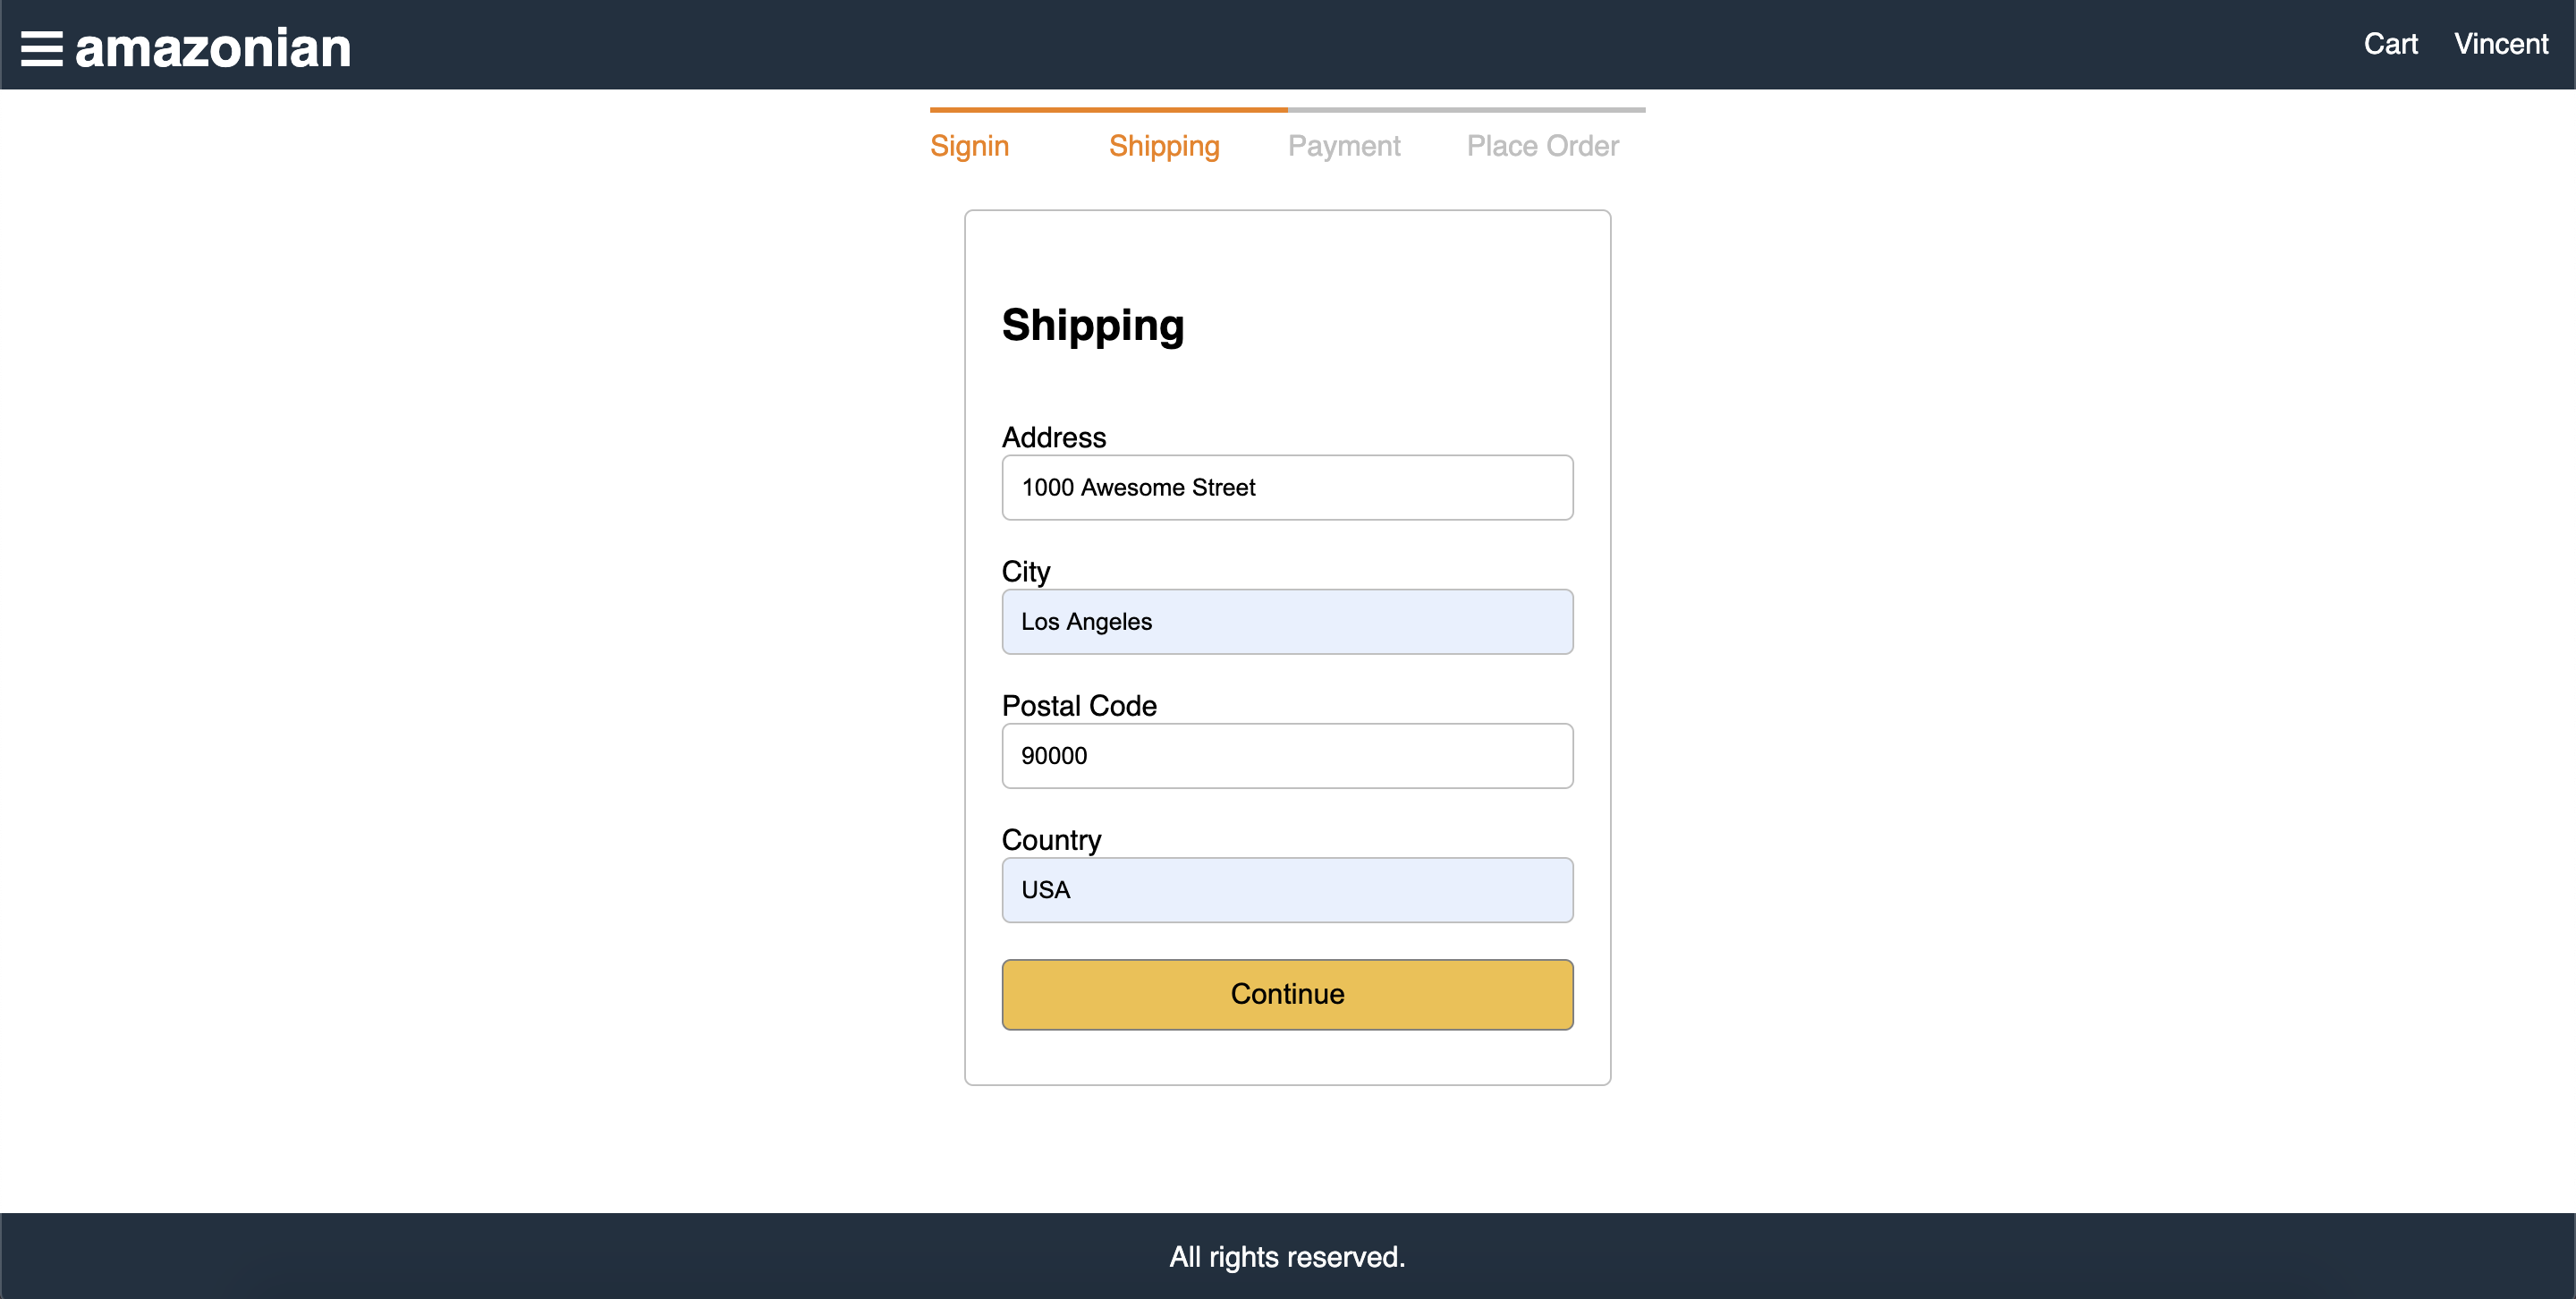 amazonian
Cart Vincent
Signin Shipping Payment Place Order
Shipping
Address
1000 Awesome Street
City
Los Angeles
Postal Code
90000
Country
USA
Continue
All rights reserved.